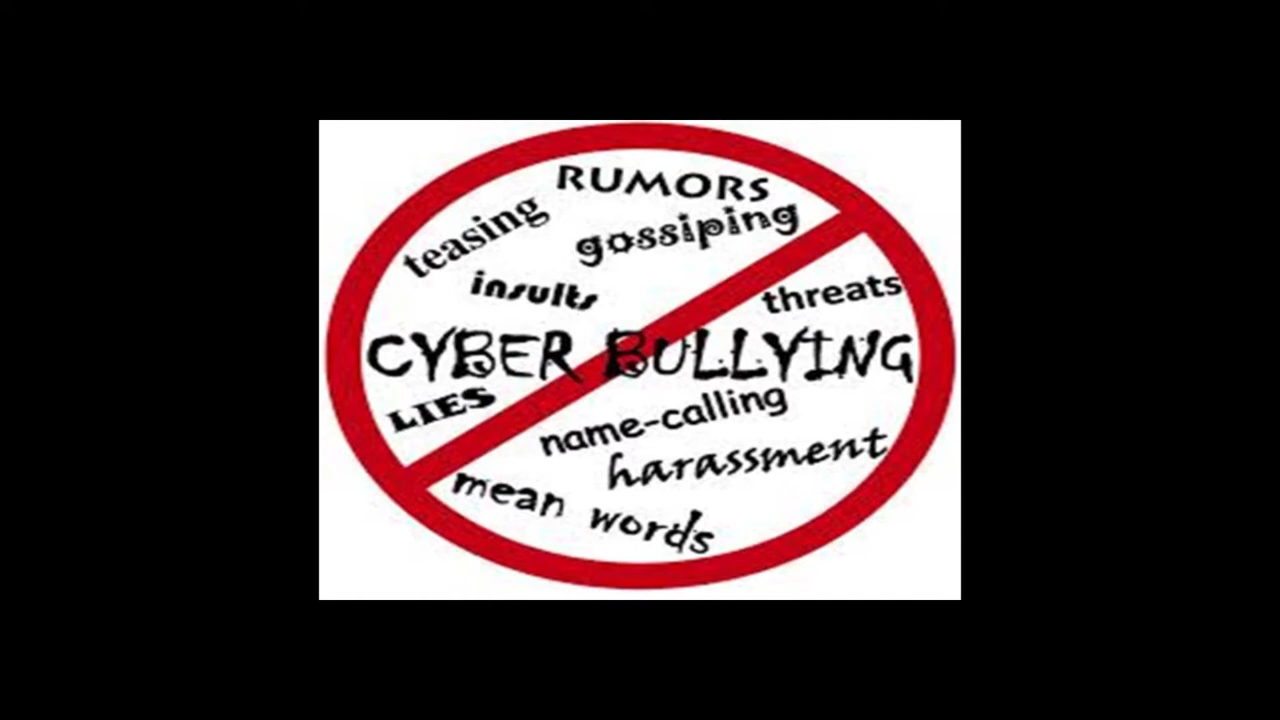 RUMORS
teasing
gossiping
insults
threats
CYBER BULLYING
LIES
name-calling
harassment
mean words